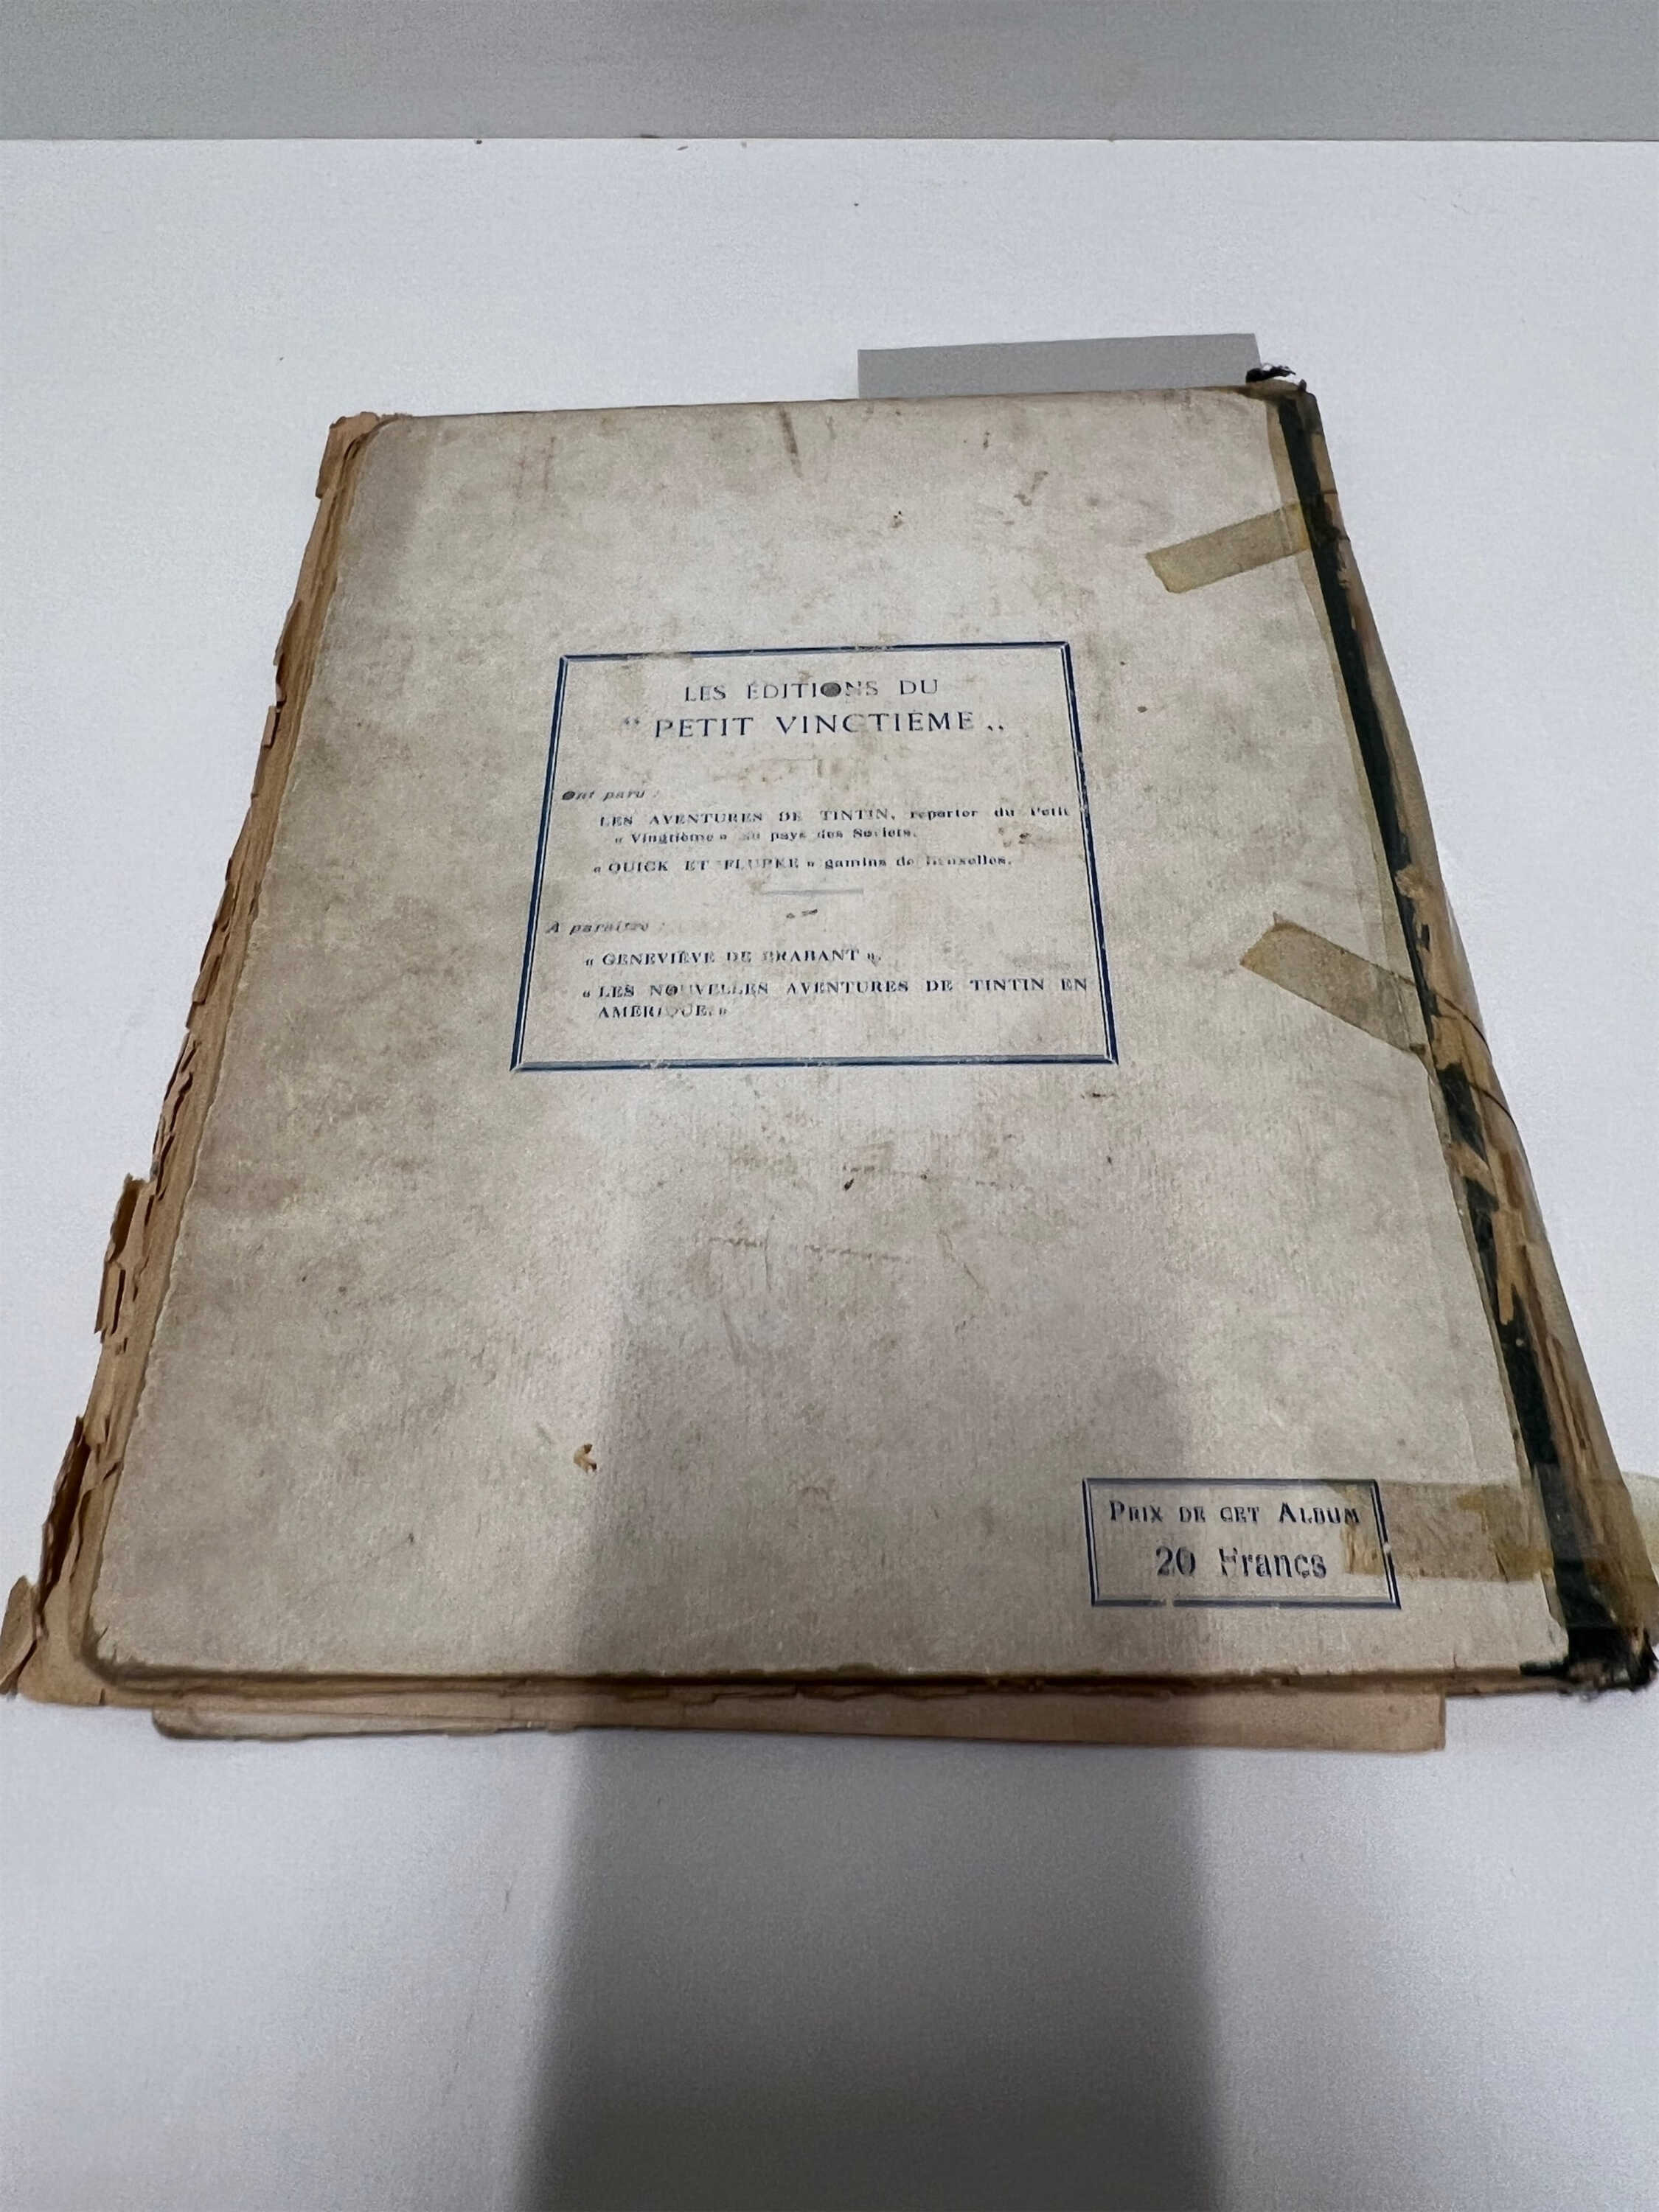 LES ÉDITIONS DU
“ PETIT VINGTIÈME „
Ont paru :
LES AVENTURES DE TINTIN, reporter du Petit
« Vingtième » au pays des Soviets.
« QUICK ET FLUPKE » gamins de Bruxelles.
A paraître :
« GENEVIÈVE DE BRABANT ».
« LES NOUVELLES AVENTURES DE TINTIN EN
AMÉRIQUE. »
PRIX DE CET ALBUM
20 Francs